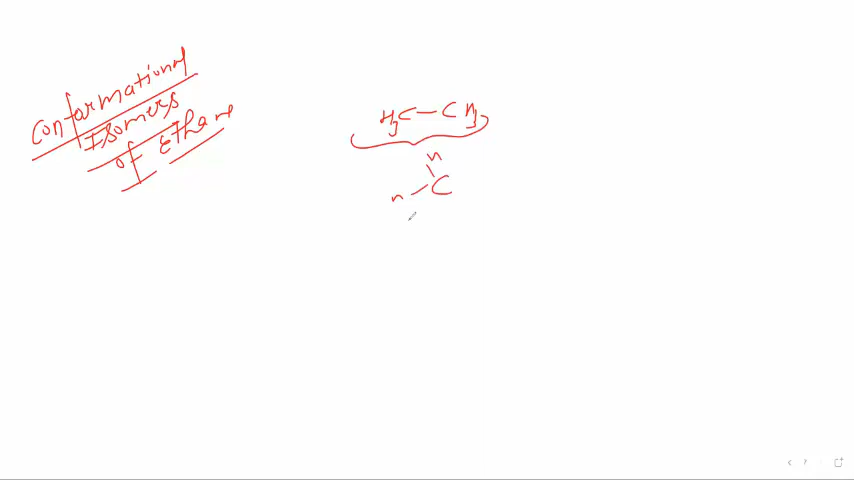 Conformational
Isomers
of Ethane
H3C-CH3
H
H-C